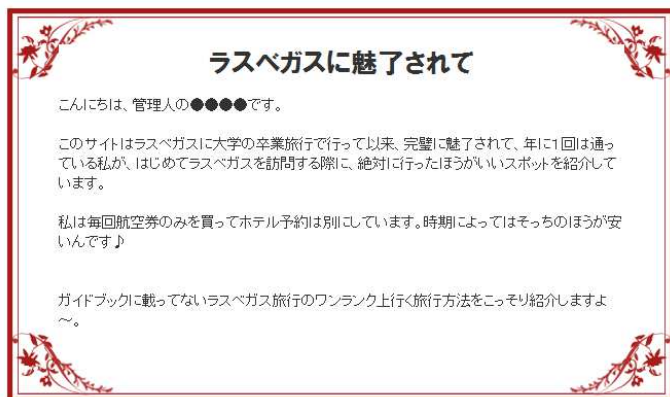 ラスベガスに魅了されて
こんにちは、管理人の●●●●です。
このサイトはラスベガスに大学の卒業旅行で行って以来、完璧に魅了されて、年に1回は通っ
ている私が、はじめてラスベガスを訪問する際に、絶対に行ったほうがいいスポットを紹介して
います。
私は毎回航空券のみを買ってホテル予約は別にしています。時期によってはそっちのほうが安
いんです♪
ガイドブックに載ってないラスベガス旅行のワンランク上行く旅行方法をこっそり紹介しますよ
～。